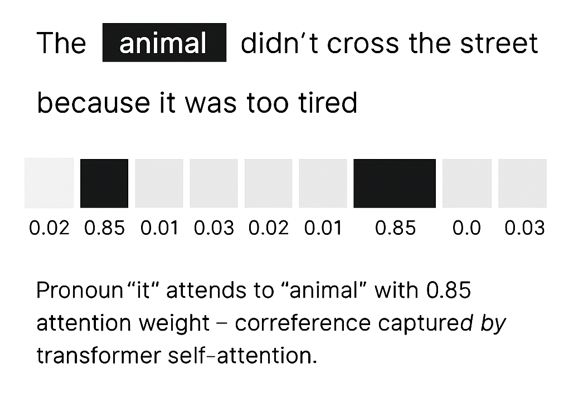 The animal didn't cross the street
because it was too tired
0.02 0.85 0.01 0.03 0.02 0.01 0.85 0.0 0.03
Pronoun "it" attends to "animal" with 0.85
attention weight – correference captured by
transformer self-attention.